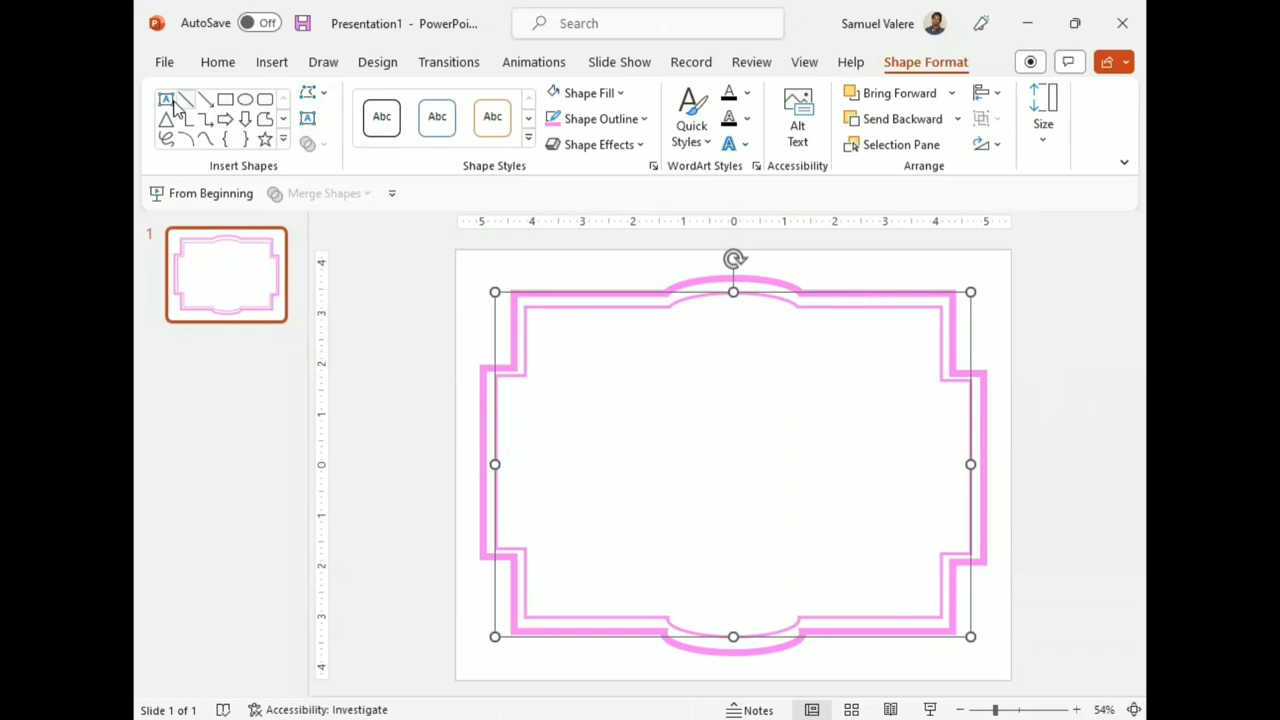 AutoSave Off Presentation1 - PowerPoi... Search Samuel Valere
File Home Insert Draw Design Transitions Animations Slide Show Record Review View Help Shape Format
Abc Abc Abc
Shape Fill
Shape Outline
Shape Effects
Quick
Styles
A
A
A
Alt
Text
Bring Forward
Send Backward
Selection Pane
Size
Insert Shapes Shape Styles WordArt Styles Accessibility Arrange
From Beginning Merge Shapes
1
5 4 3 2 1 0 1 2 3 4 5
4
3
2
1
0
1
2
3
4
Slide 1 of 1 Accessibility: Investigate Notes 54%